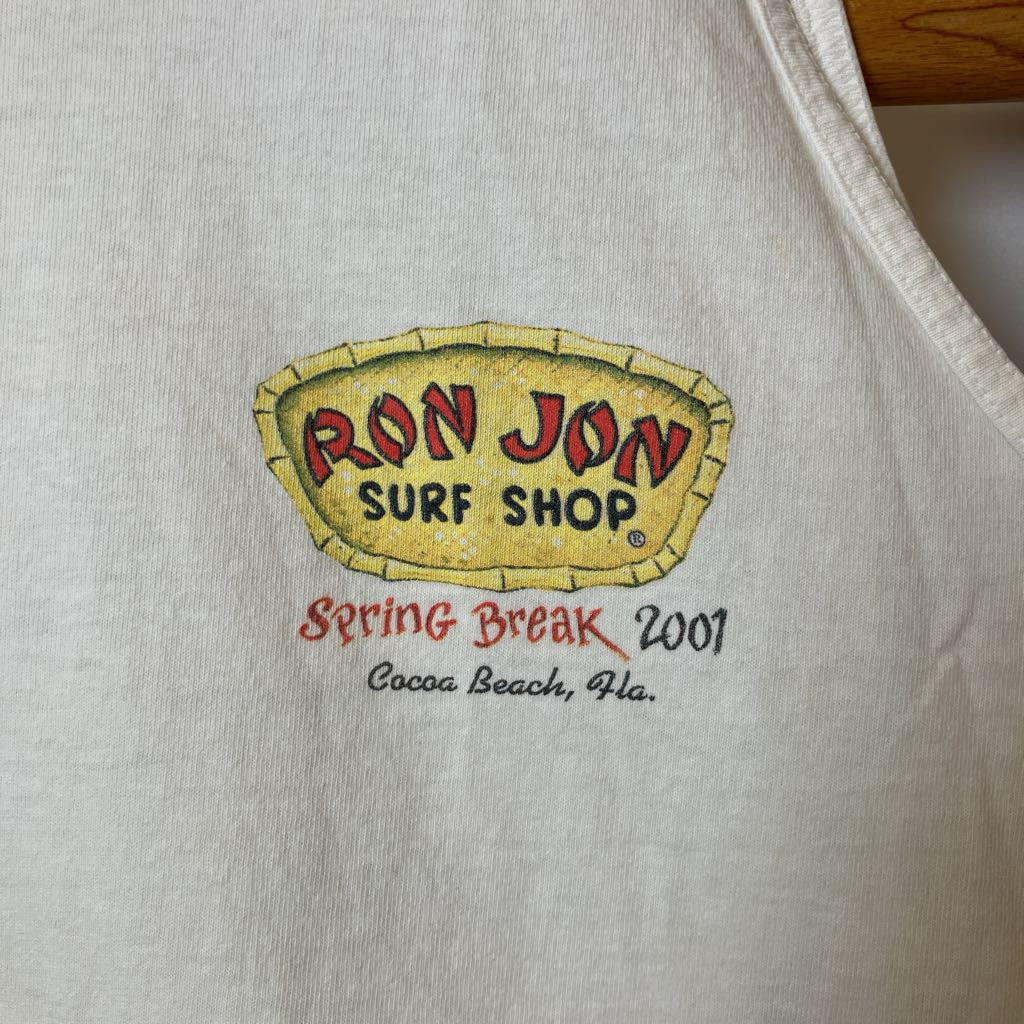 RON JON
SURF SHOP
®
Spring Break 2001
Cocoa Beach, Fla.